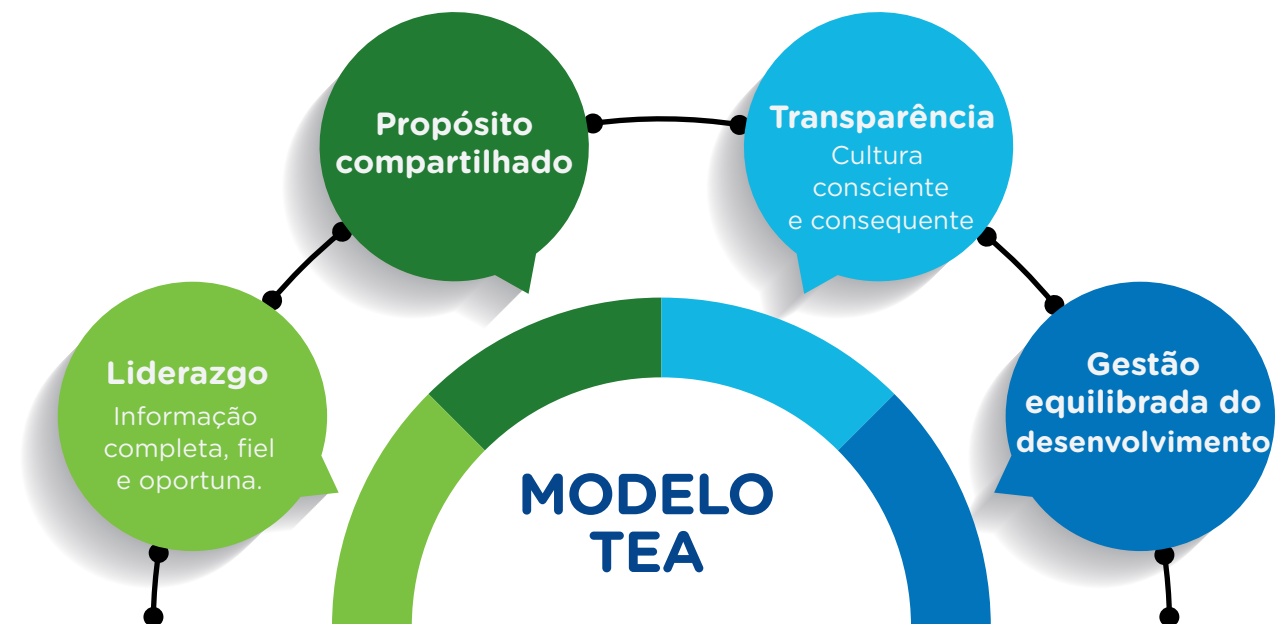 Propósito
compartilhado
Transparência
Cultura
consciente
e consequente
Liderazgo
Informação
completa, fiel
e oportuna.
Gestão
equilibrada do
desenvolvimento
MODELO
TEA